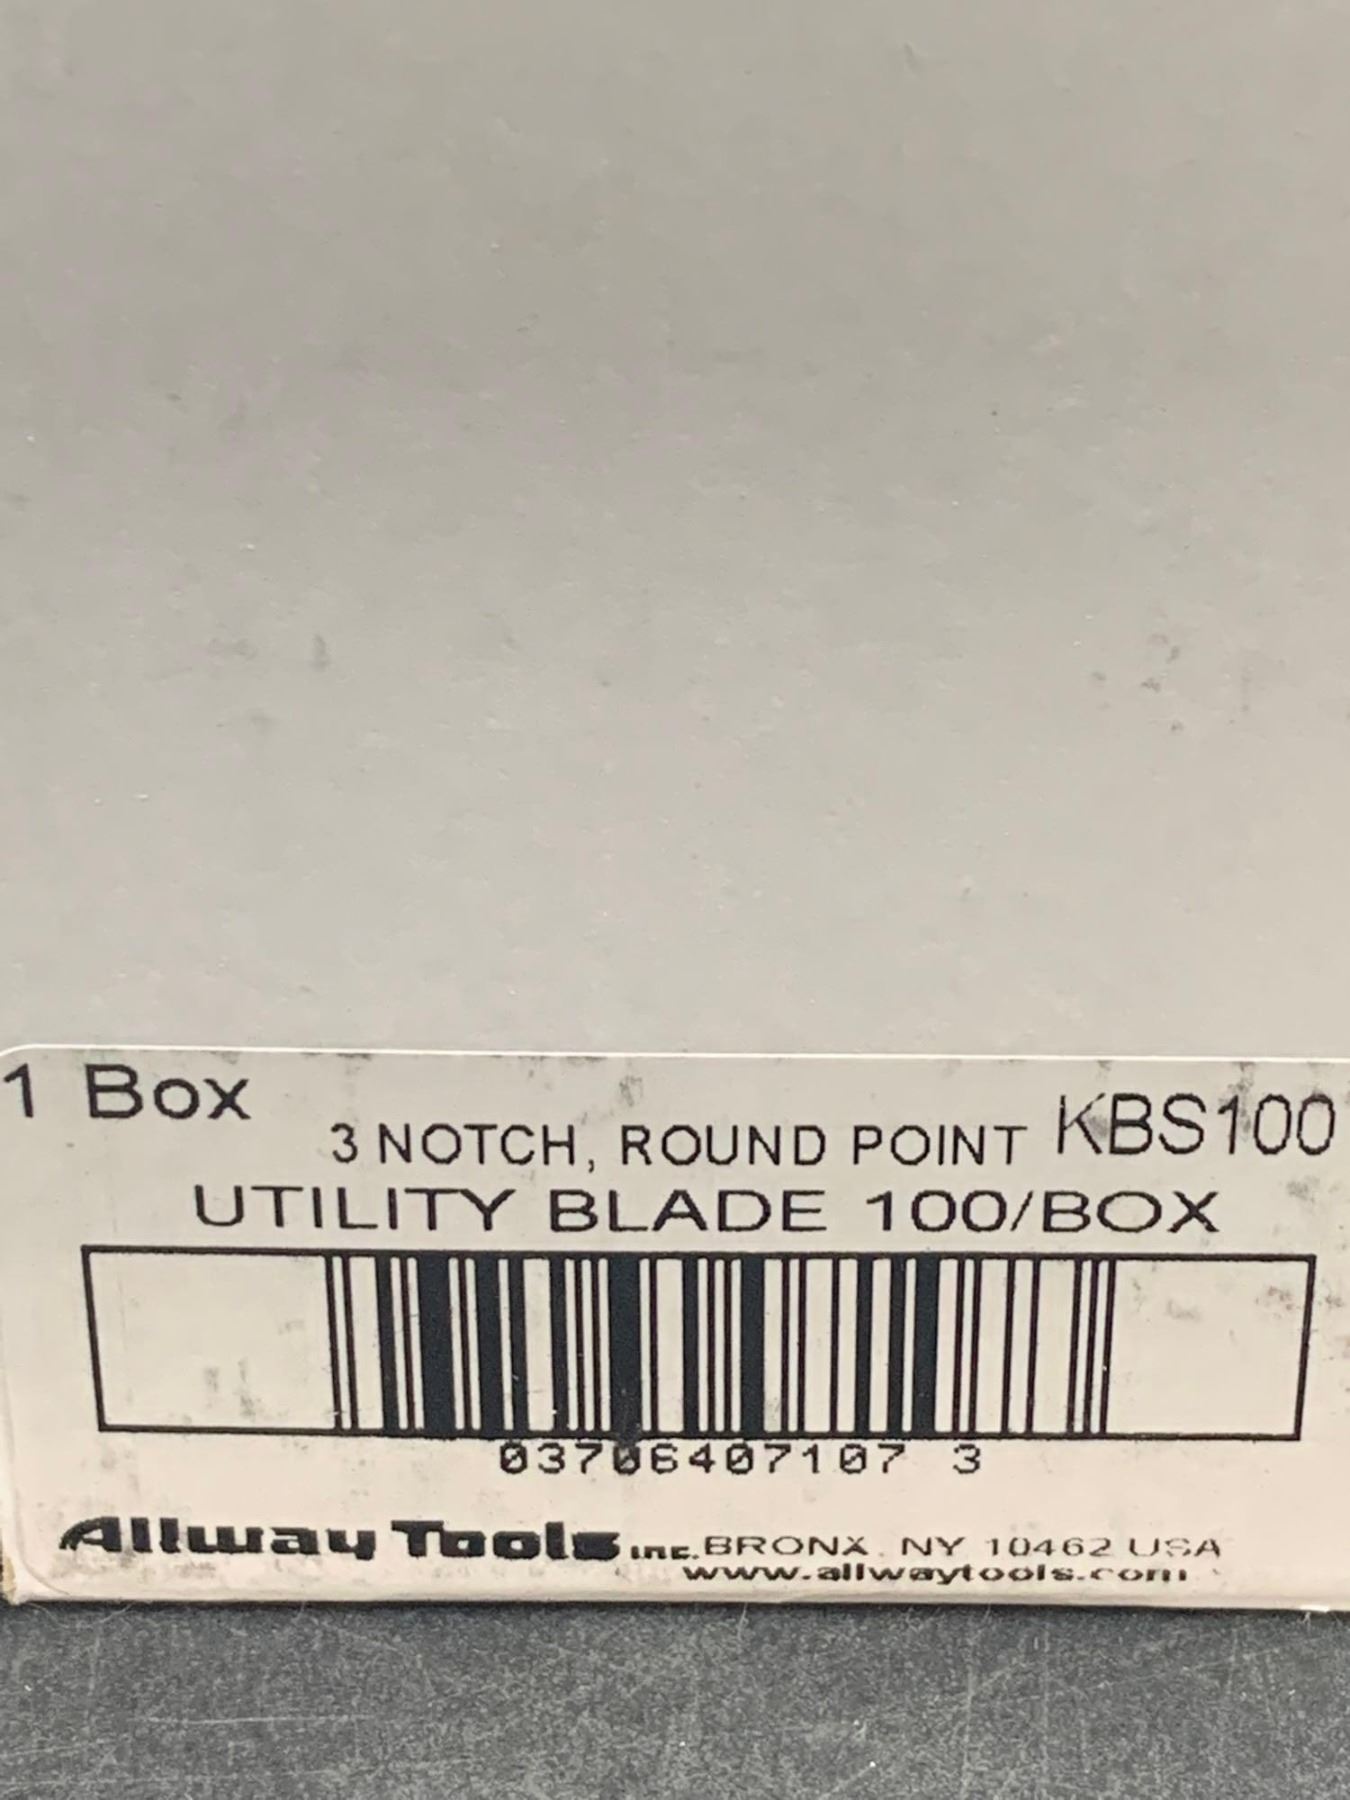 1 Box
3 NOTCH, ROUND POINT KBS100
UTILITY BLADE 100/BOX
03706407107 3
Allway Tools inc. BRONX, NY 10462 USA
www.allwaytools.com